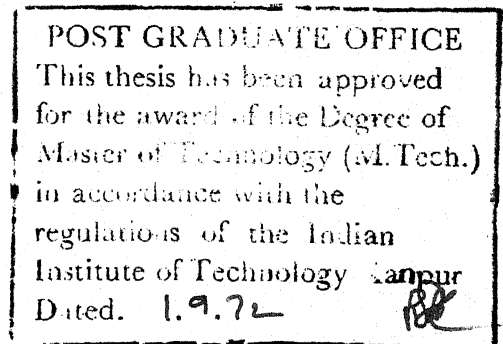 POST GRADUATE OFFICE
This thesis has been approved
for the award of the Degree of
Master of Technology (M.Tech.)
in accordance with the
regulations of the Indian
Institute of Technology Kanpur
Dated. 1.9.72